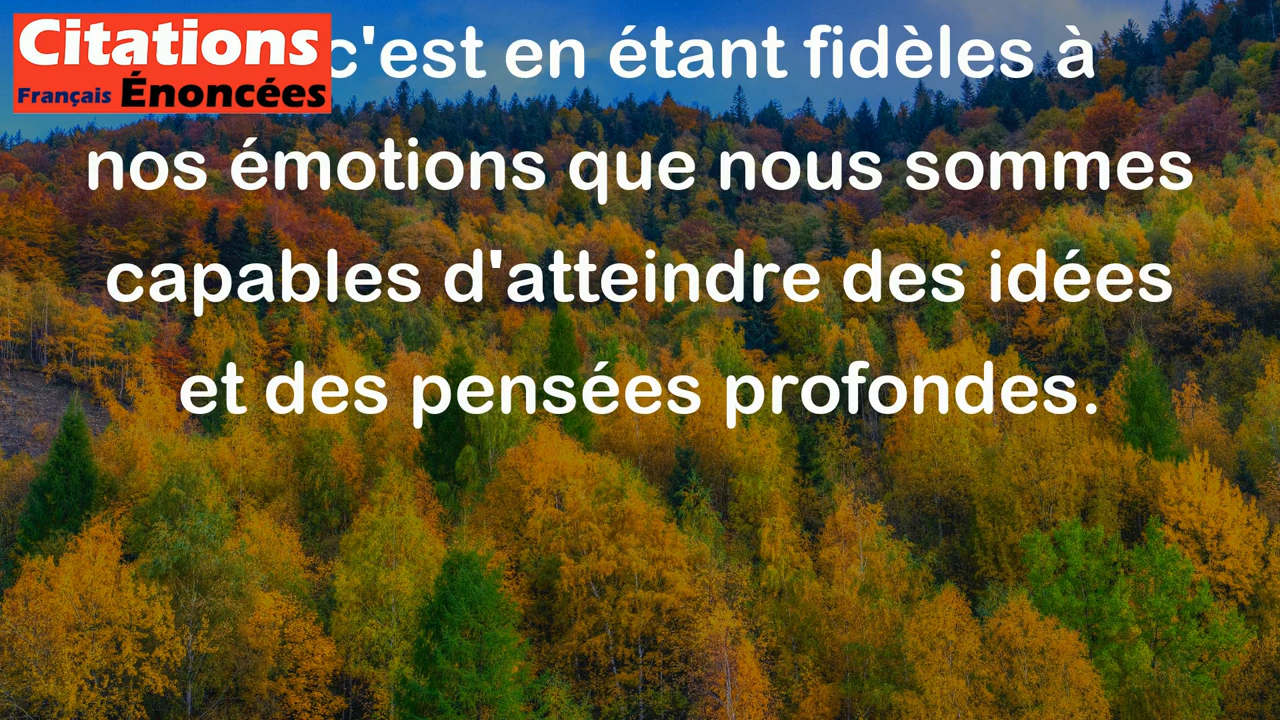 Citations
Français Énoncées
c'est en étant fidèles à
nos émotions que nous sommes
capables d'atteindre des idées
et des pensées profondes.